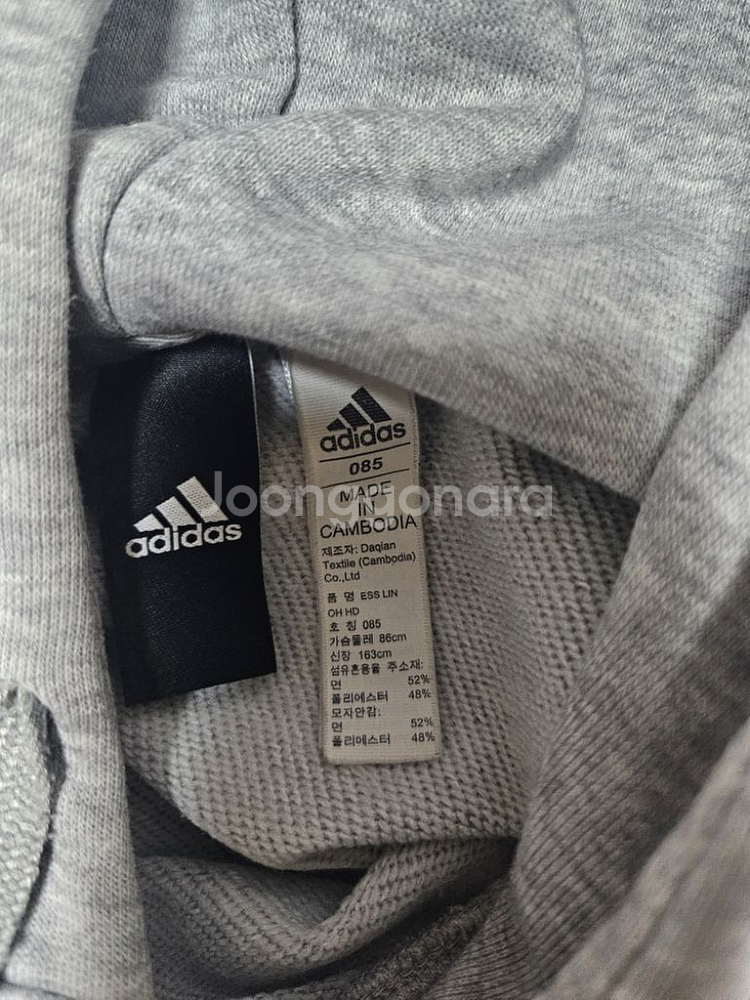 adidas
adidas
085
MADE
IN
CAMBODIA
제조자: Daqian
Textile (Cambodia)
Co.,Ltd
품 명 ESS LIN
OH HD
호 칭 085
가슴둘레 86cm
신장 163cm
섬유혼용율 주소재:
면 52%
폴리에스터 48%
모자안감:
면 52%
폴리에스터 48%
Joongonara